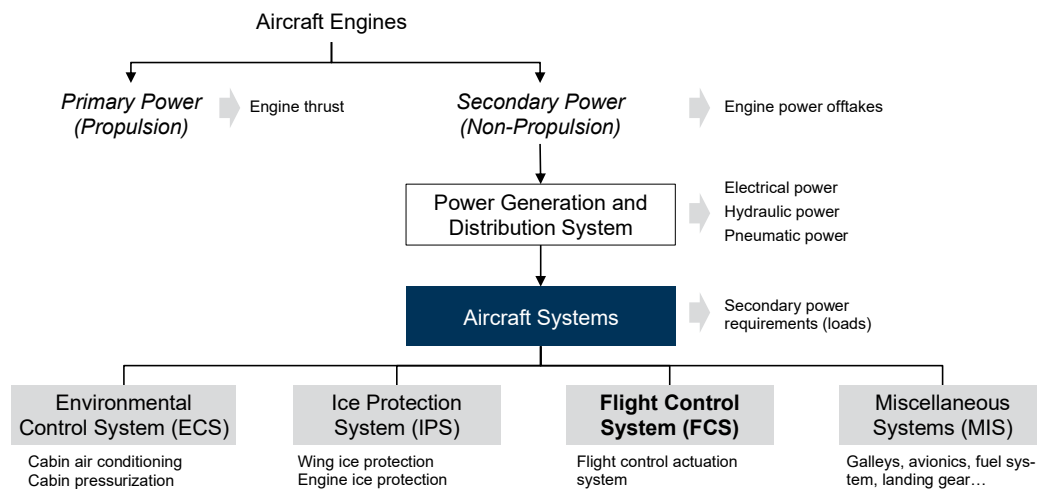 Aircraft Engines
Primary Power
(Propulsion)
Engine thrust
Secondary Power
(Non-Propulsion)
Engine power offtakes
Power Generation and
Distribution System
Electrical power
Hydraulic power
Pneumatic power
Aircraft Systems
Secondary power
requirements (loads)
Environmental
Control System (ECS)
Cabin air conditioning
Cabin pressurization
Ice Protection
System (IPS)
Wing ice protection
Engine ice protection
Flight Control
System (FCS)
Flight control actuation
system
Miscellaneous
Systems (MIS)
Galleys, avionics, fuel sys-
tem, landing gear…